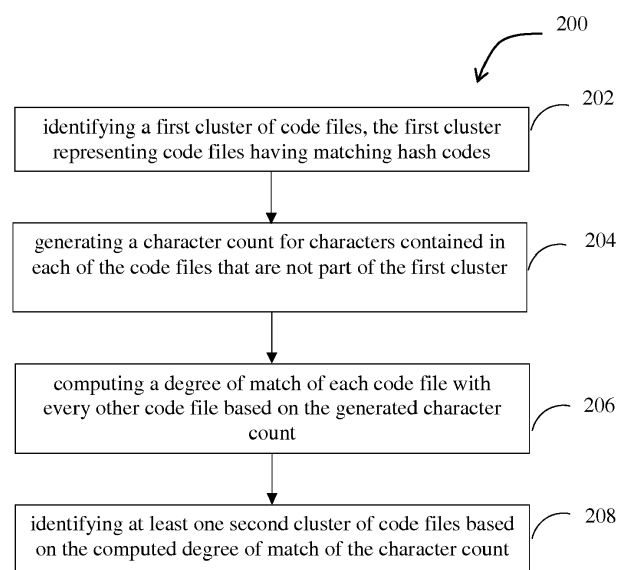 200
202
identifying a first cluster of code files, the first cluster
representing code files having matching hash codes
204
generating a character count for characters contained in
each of the code files that are not part of the first cluster
computing a degree of match of each code file with
every other code file based on the generated character
count
206
identifying at least one second cluster of code files based
on the computed degree of match of the character count
208